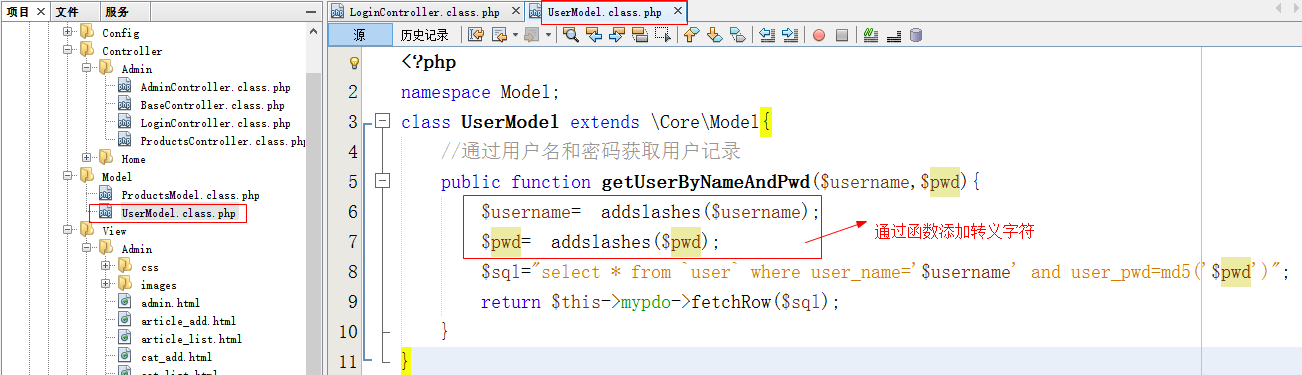 项目 × 文件 服务
Config
Controller
Admin
AdminController.class.php
BaseController.class.php
LoginController.class.php
ProductsController.class.php
Home
Model
ProductsModel.class.php
UserModel.class.php
View
Admin
css
images
admin.html
article_add.html
article_list.html
cat_add.html
cat_list.html
LoginController.class.php × UserModel.class.php ×
源 历史记录
<?php
2 namespace Model;
3 class UserModel extends \Core\Model{
4 //通过用户名和密码获取用户记录
5 public function getUserByNameAndPwd($username,$pwd){
6 $username= addslashes($username);
7 $pwd= addslashes($pwd);
8 $sql="select * from `user` where user_name='$username' and user_pwd=md5('$pwd')";
9 return $this->mypdo->fetchRow($sql);
10 }
11 }
通过函数添加转义字符